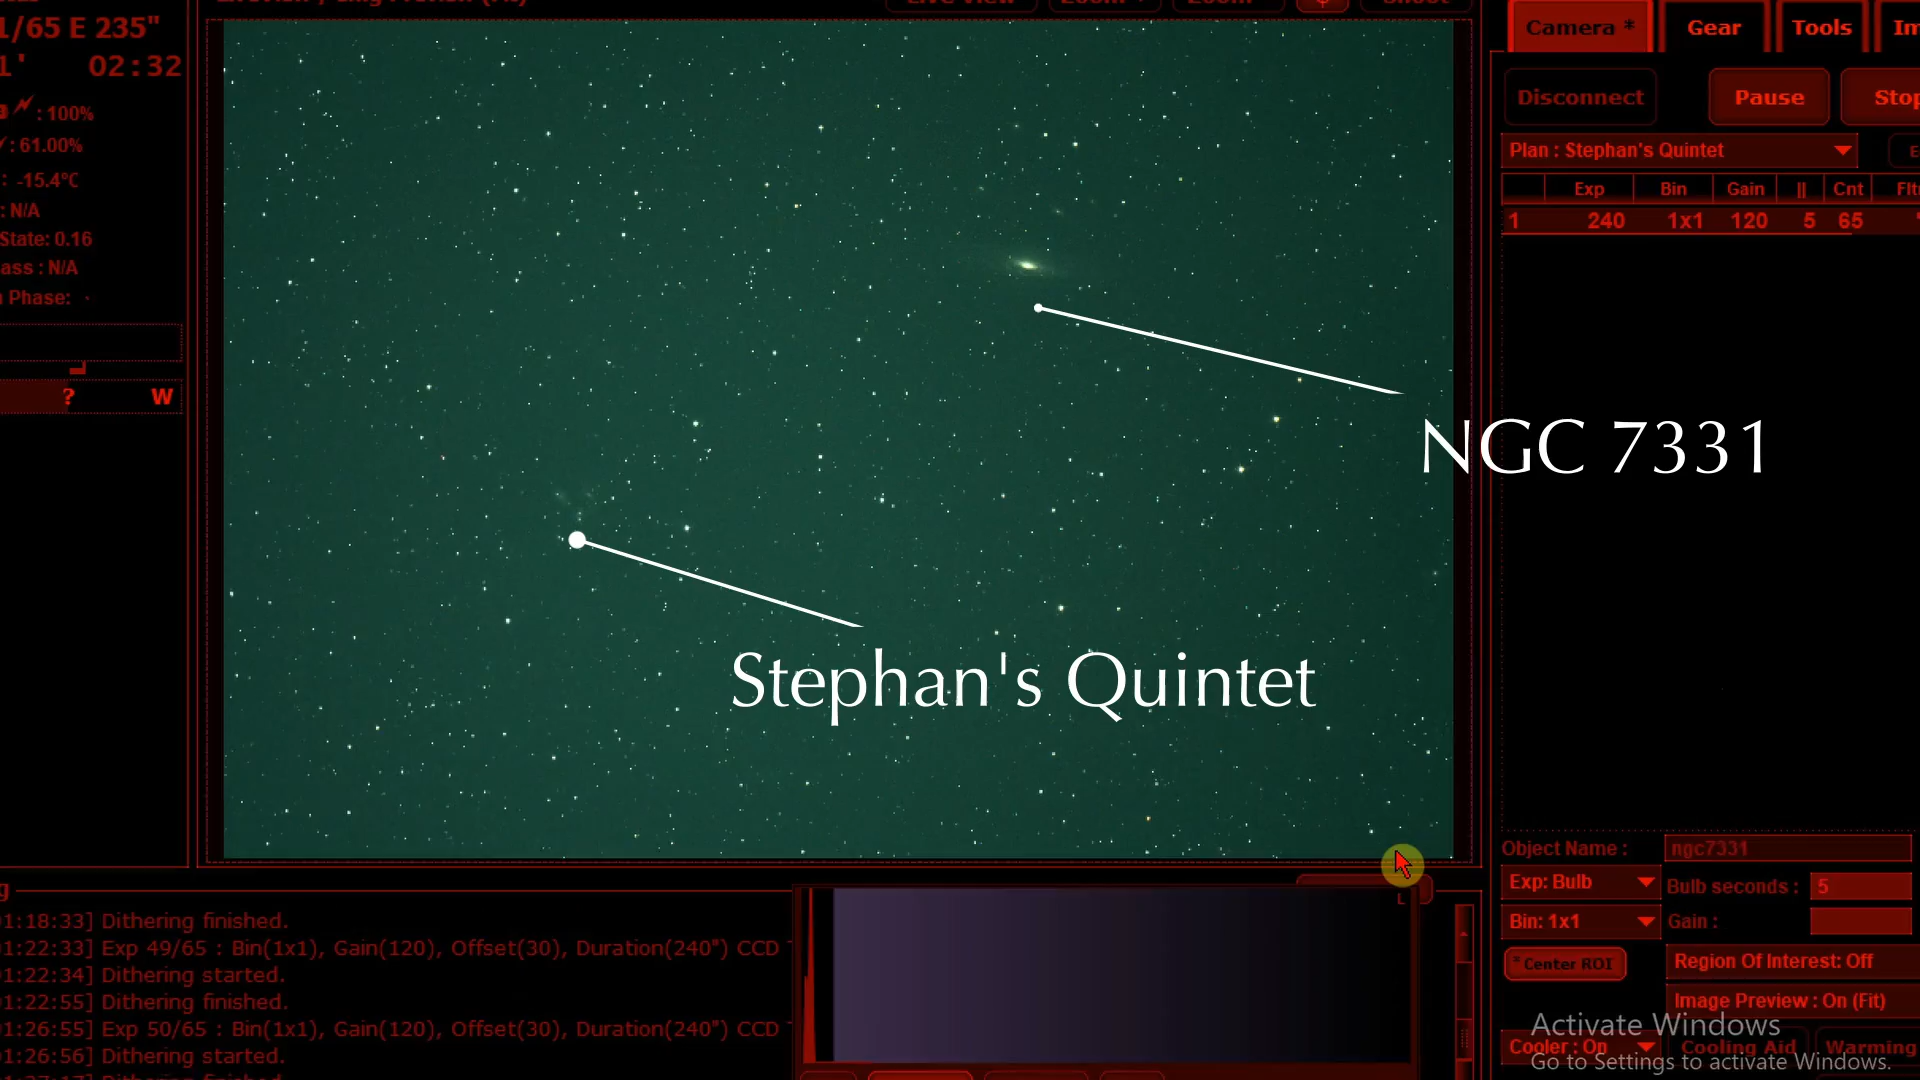 1/65 E 235"
1' 02:32
: 100%
: 61.00%
: -15.4°C
: N/A
State: 0.16
ass : N/A
Phase: -
? W
Live View
Shoot
NGC 7331
Stephan's Quintet
Camera * Gear Tools
Disconnect Pause Stop
Plan : Stephan's Quintet
Exp Bin Gain || Cnt
1 240 1x1 120 5 65
Object Name : ngc7331
Exp: Bulb Bulb seconds : 5
Bin: 1x1 Gain :
*Center ROI Region Of Interest: Off
Image Preview : On (Fit)
Cooler : On Cooling Aid Warming
Activate Windows
Go to Settings to activate Windows.
1:18:33] Dithering finished.
1:22:33] Exp 49/65 : Bin(1x1), Gain(120), Offset(30), Duration(240") CCD
1:22:34] Dithering started.
1:22:55] Dithering finished.
1:26:55] Exp 50/65 : Bin(1x1), Gain(120), Offset(30), Duration(240") CCD
1:26:56] Dithering started.
L